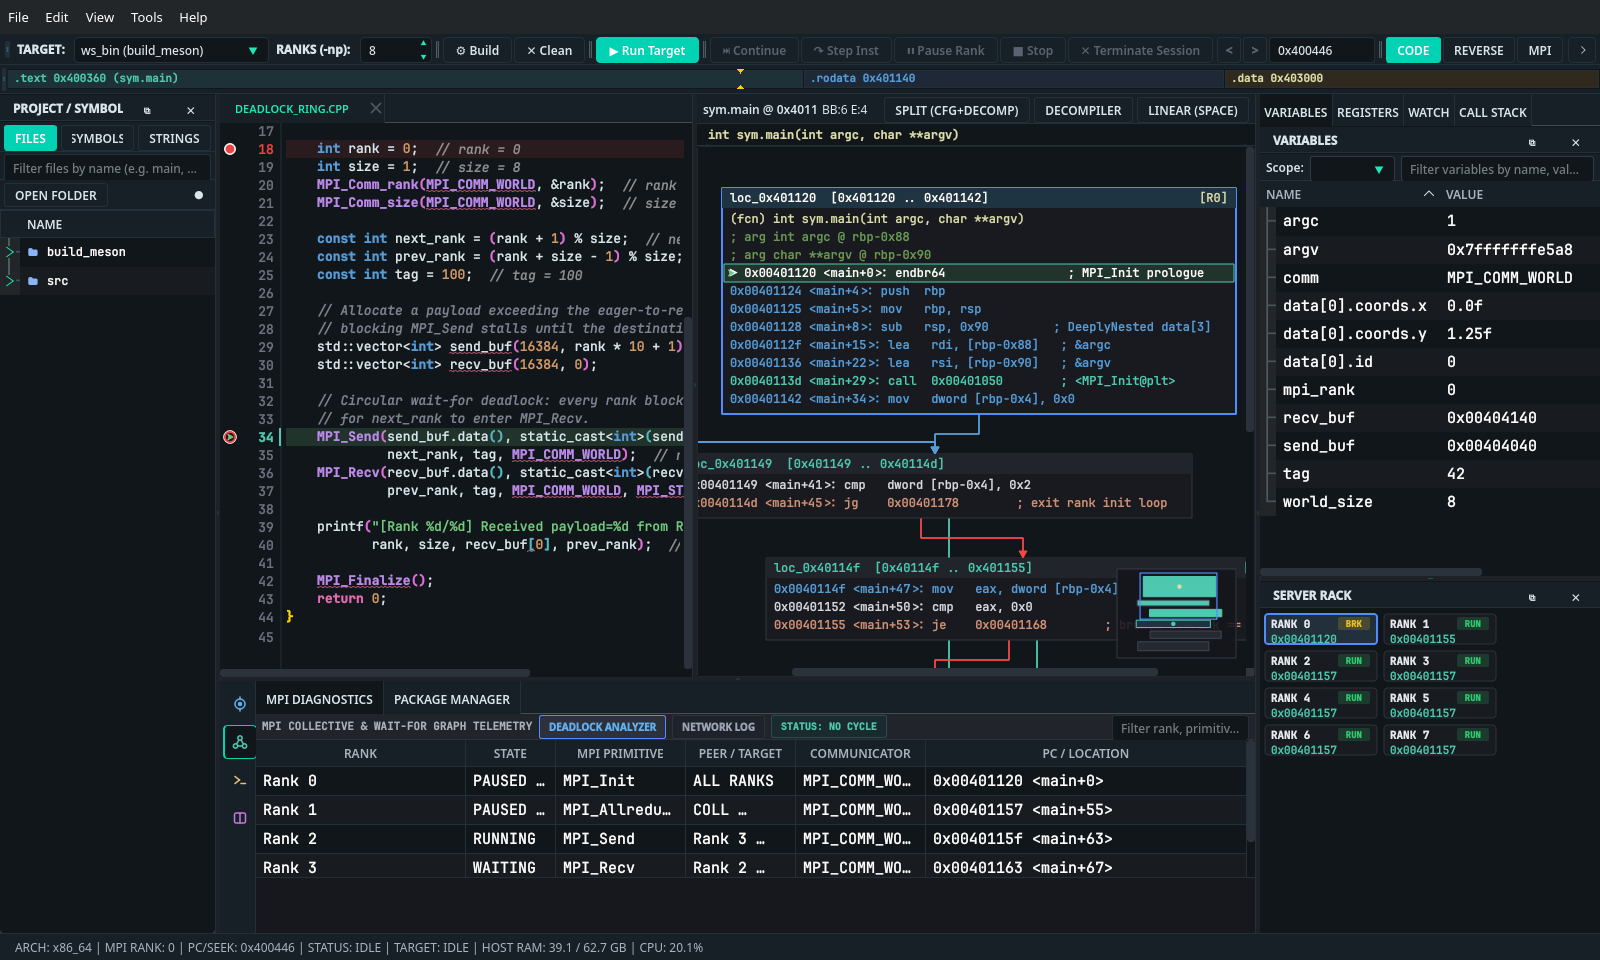 File Edit View Tools Help
TARGET: ws_bin (build_meson) RANKS (-np): 8 Build Clean Run Target Continue Step Inst Pause Rank Stop Terminate Session < > 0x400446 CODE REVERSE MPI
.text 0x400360 (sym.main) .rodata 0x401140 .data 0x403000
PROJECT / SYMBOL
FILES SYMBOLS STRINGS
Filter files by name (e.g. main, ...
OPEN FOLDER
NAME
build_meson
src
DEADLOCK_RING.CPP
17
18 int rank = 0; // rank = 0
19 int size = 1; // size = 8
20 MPI_Comm_rank(MPI_COMM_WORLD, &rank); // rank
21 MPI_Comm_size(MPI_COMM_WORLD, &size); // size
22
23 const int next_rank = (rank + 1) % size; // ne
24 const int prev_rank = (rank + size - 1) % size;
25 const int tag = 100; // tag = 100
26
27 // Allocate a payload exceeding the eager-to-re
28 // blocking MPI_Send stalls until the destinati
29 std::vector<int> send_buf(16384, rank * 10 + 1)
30 std::vector<int> recv_buf(16384, 0);
31
32 // Circular wait-for deadlock: every rank block
33 // for next_rank to enter MPI_Recv.
34 MPI_Send(send_buf.data(), static_cast<int>(send
35 next_rank, tag, MPI_COMM_WORLD); // r
36 MPI_Recv(recv_buf.data(), static_cast<int>(recv
37 prev_rank, tag, MPI_COMM_WORLD, MPI_ST
38
39 printf("[Rank %d/%d] Received payload=%d from R
40 rank, size, recv_buf[0], prev_rank); //
41
42 MPI_Finalize();
43 return 0;
44 }
45
sym.main @ 0x4011 BB:6 E:4 SPLIT (CFG+DECOMP) DECOMPILER LINEAR (SPACE)
int sym.main(int argc, char **argv)
loc_0x401120 [0x401120 .. 0x401142] [R0]
(fcn) int sym.main(int argc, char **argv)
; arg int argc @ rbp-0x88
; arg char **argv @ rbp-0x90
0x00401120 <main+0>: endbr64 ; MPI_Init prologue
0x00401124 <main+4>: push rbp
0x00401125 <main+5>: mov rbp, rsp
0x00401128 <main+8>: sub rsp, 0x90 ; DeeplyNested data[3]
0x0040112f <main+15>: lea rdi, [rbp-0x88] ; &argc
0x00401136 <main+22>: lea rsi, [rbp-0x90] ; &argv
0x0040113d <main+29>: call 0x00401050 ; <MPI_Init@plt>
0x00401142 <main+34>: mov dword [rbp-0x4], 0x0
oc_0x401149 [0x401149 .. 0x40114d]
x00401149 <main+41>: cmp dword [rbp-0x4], 0x2
x0040114d <main+45>: jg 0x00401178 ; exit rank init loop
loc_0x40114f [0x40114f .. 0x401155]
0x0040114f <main+47>: mov eax, dword [rbp-0x4]
0x00401152 <main+50>: cmp eax, 0x0
0x00401155 <main+53>: je 0x00401168 ; br
VARIABLES REGISTERS WATCH CALL STACK
VARIABLES
Scope: Filter variables by name, val...
NAME VALUE
argc 1
argv 0x7fffffffe5a8
comm MPI_COMM_WORLD
data[0].coords.x 0.0f
data[0].coords.y 1.25f
data[0].id 0
mpi_rank 0
recv_buf 0x00404140
send_buf 0x00404040
tag 42
world_size 8
SERVER RACK
RANK 0 BRK RANK 1 RUN
0x00401120 0x00401155
RANK 2 RUN RANK 3 RUN
0x00401157 0x00401157
RANK 4 RUN RANK 5 RUN
0x00401157 0x00401157
RANK 6 RUN RANK 7 RUN
0x00401157 0x00401157
MPI DIAGNOSTICS PACKAGE MANAGER
MPI COLLECTIVE & WAIT-FOR GRAPH TELEMETRY DEADLOCK ANALYZER NETWORK LOG STATUS: NO CYCLE Filter rank, primitiv...
RANK STATE MPI PRIMITIVE PEER / TARGET COMMUNICATOR PC / LOCATION
Rank 0 PAUSED … MPI_Init ALL RANKS MPI_COMM_WO… 0x00401120 <main+0>
Rank 1 PAUSED … MPI_Allredu… COLL … MPI_COMM_WO… 0x00401157 <main+55>
Rank 2 RUNNING MPI_Send Rank 3 … MPI_COMM_WO… 0x0040115f <main+63>
Rank 3 WAITING MPI_Recv Rank 2 … MPI_COMM_WO… 0x00401163 <main+67>
ARCH: x86_64 | MPI RANK: 0 | PC/SEEK: 0x400446 | STATUS: IDLE | TARGET: IDLE | HOST RAM: 39.1 / 62.7 GB | CPU: 20.1%